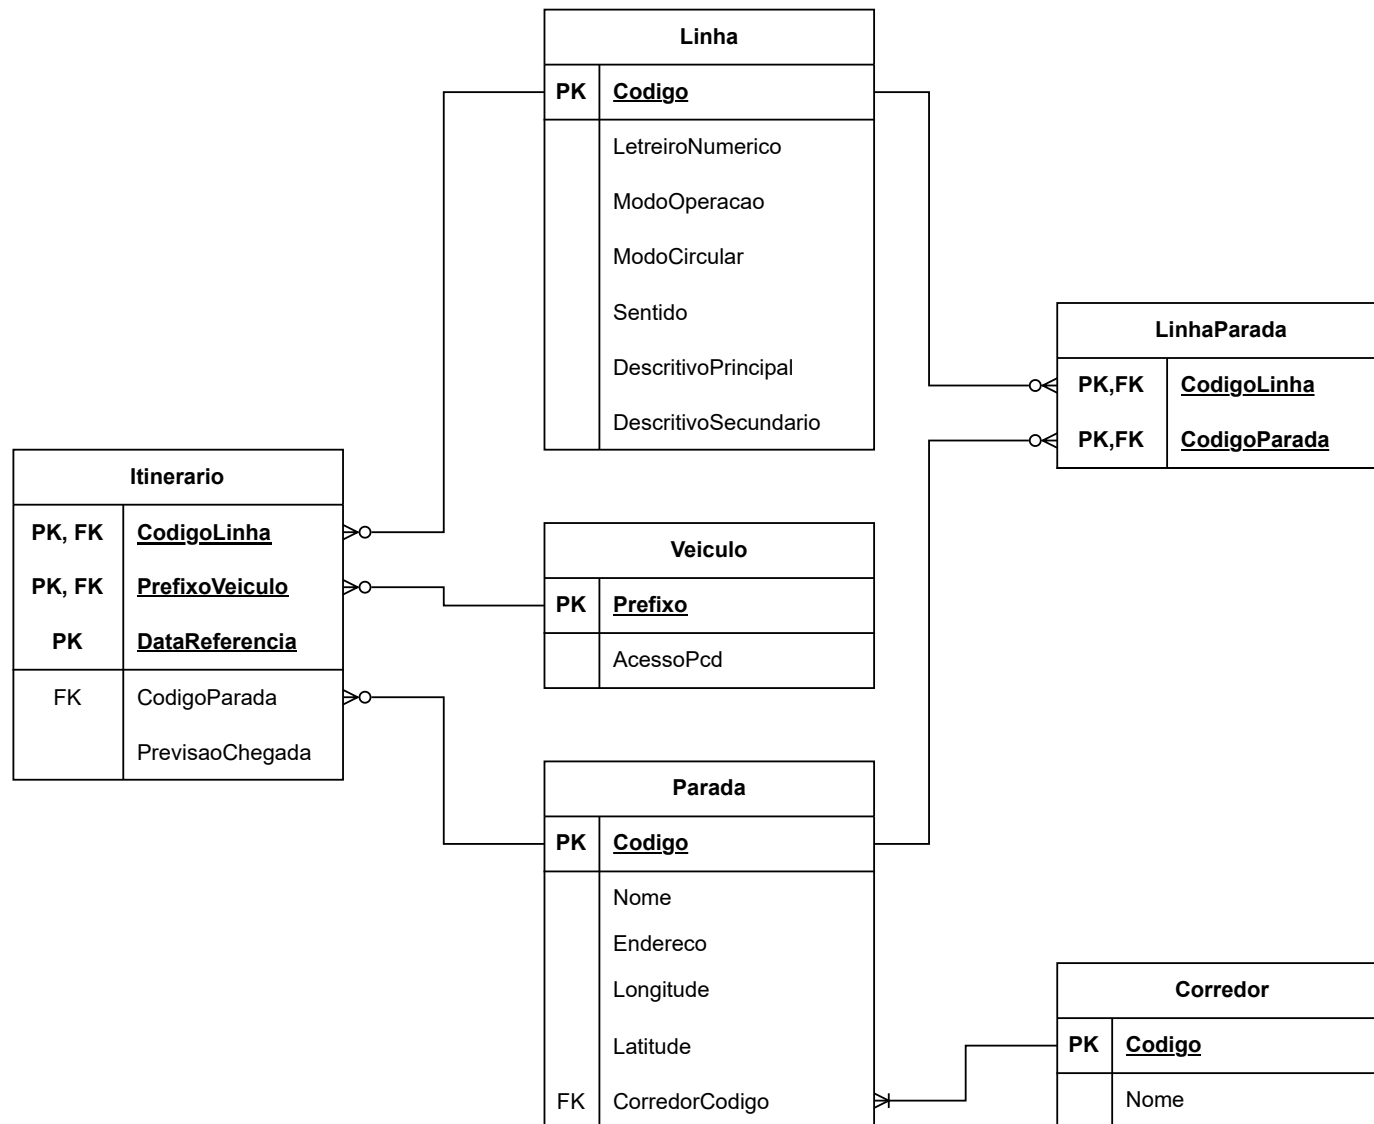 Linha
PK Codigo
LetreiroNumerico
ModoOperacao
ModoCircular
Sentido
DescritivoPrincipal
DescritivoSecundario
LinhaParada
PK,FK CodigoLinha
PK,FK CodigoParada
Itinerario
PK, FK CodigoLinha
PK, FK PrefixoVeiculo
PK DataReferencia
FK CodigoParada
PrevisaoChegada
Veiculo
PK Prefixo
AcessoPcd
Parada
PK Codigo
Nome
Endereco
Longitude
Latitude
FK CorredorCodigo
Corredor
PK Codigo
Nome